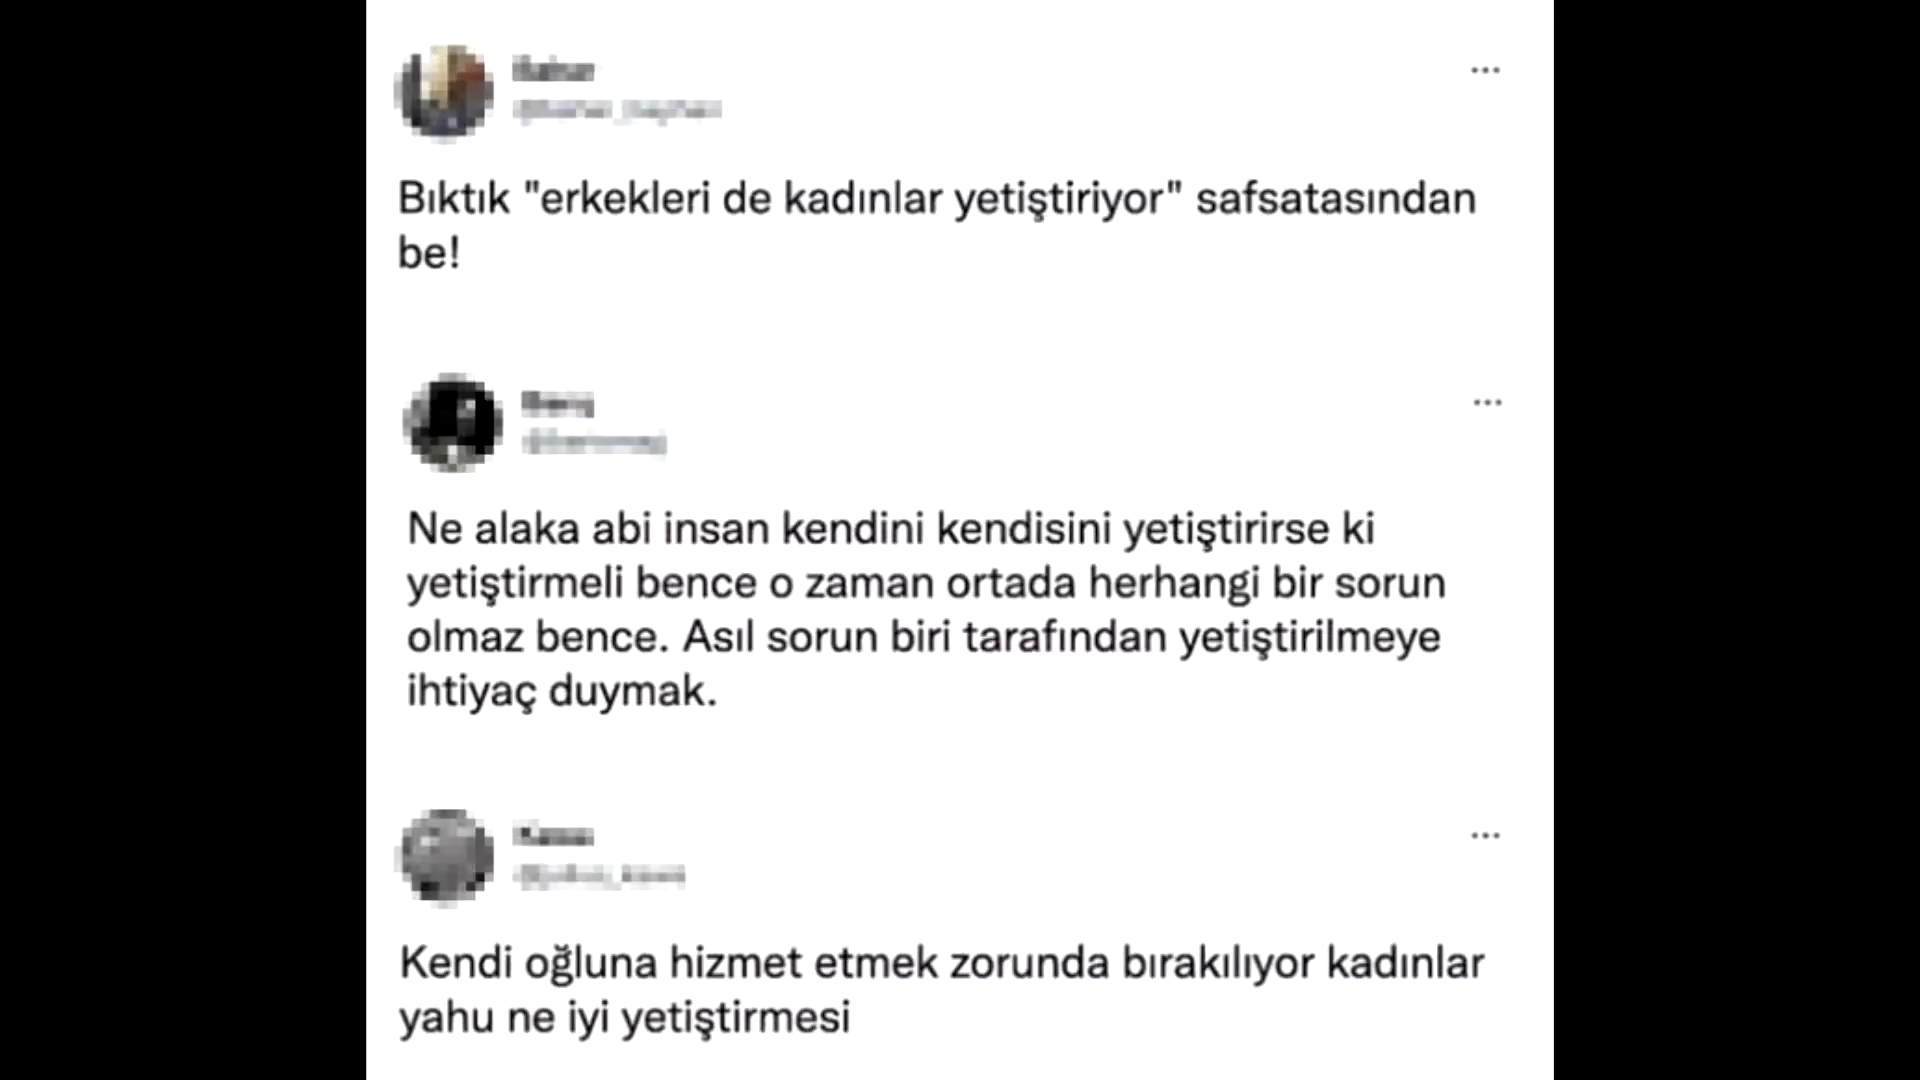 Bıktık "erkekleri de kadınlar yetiştiriyor" safsatasından
be!
Ne alaka abi insan kendini kendisini yetiştirirse ki
yetiştirmeli bence o zaman ortada herhangi bir sorun
olmaz bence. Asıl sorun biri tarafından yetiştirilmeye
ihtiyaç duymak.
Kendi oğluna hizmet etmek zorunda bırakılıyor kadınlar
yahu ne iyi yetiştirmesi